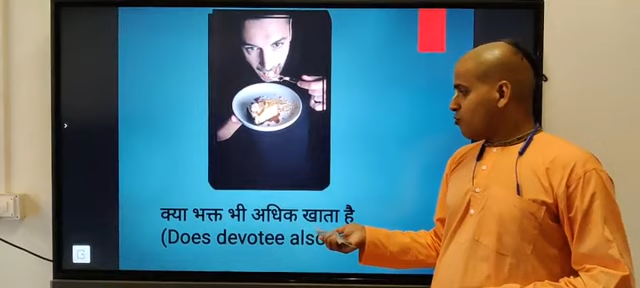 क्या भक्त भी अधिक खाता है
(Does devotee also